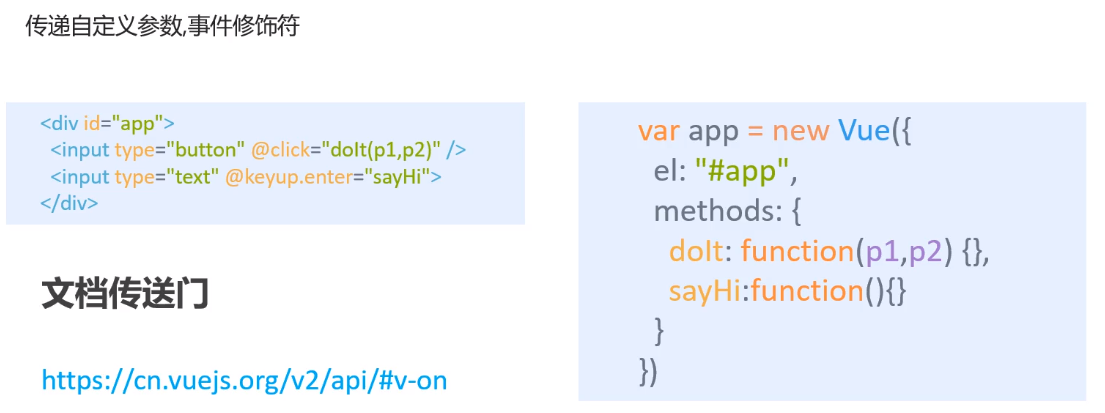 传递自定义参数,事件修饰符
<div id="app">
<input type="button" @click="doIt(p1,p2)" />
<input type="text" @keyup.enter="sayHi">
</div>
文档传送门
https://cn.vuejs.org/v2/api/#v-on
var app = new Vue({
el: "#app",
methods: {
doIt: function(p1,p2) {},
sayHi:function(){}
}
})